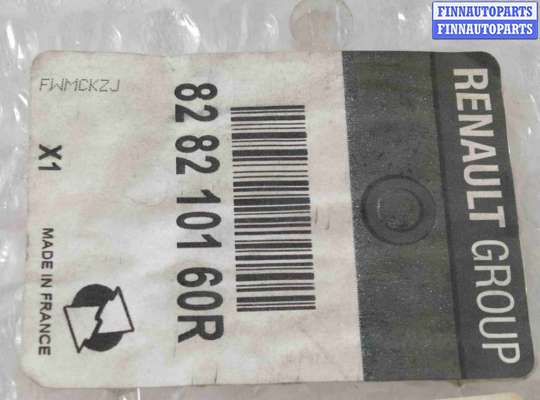 FINNAUTOPARTS
FINNAUTOPARTS
RENAULT GROUP
82 82 101 60R
FWMCKZJ
X1
MADE IN FRANCE